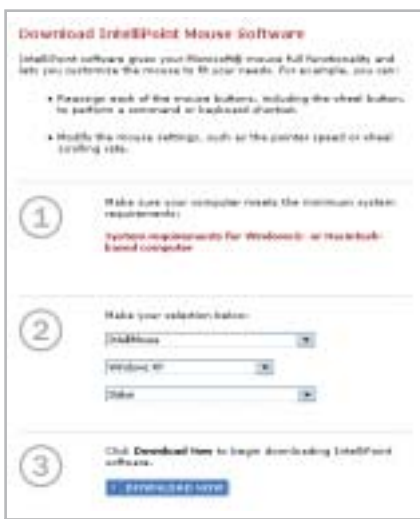 Download IntelliPoint Mouse Software
IntelliPoint software gives your Microsoft® mouse full functionality and
lets you customize the mouse to fit your needs. For example, you can:
• Reassign each of the mouse buttons, including the wheel button,
to perform a command or keyboard shortcut.
• Modify the mouse settings, such as the pointer speed or wheel
scrolling rate.
1
Make sure your computer meets the minimum system
requirements:
System requirements for Windows®- or Macintosh-
based computer
2
Make your selection below:
IntelliMouse
Windows XP
3
Click Download Now to begin downloading IntelliPoint
software.
DOWNLOAD NOW